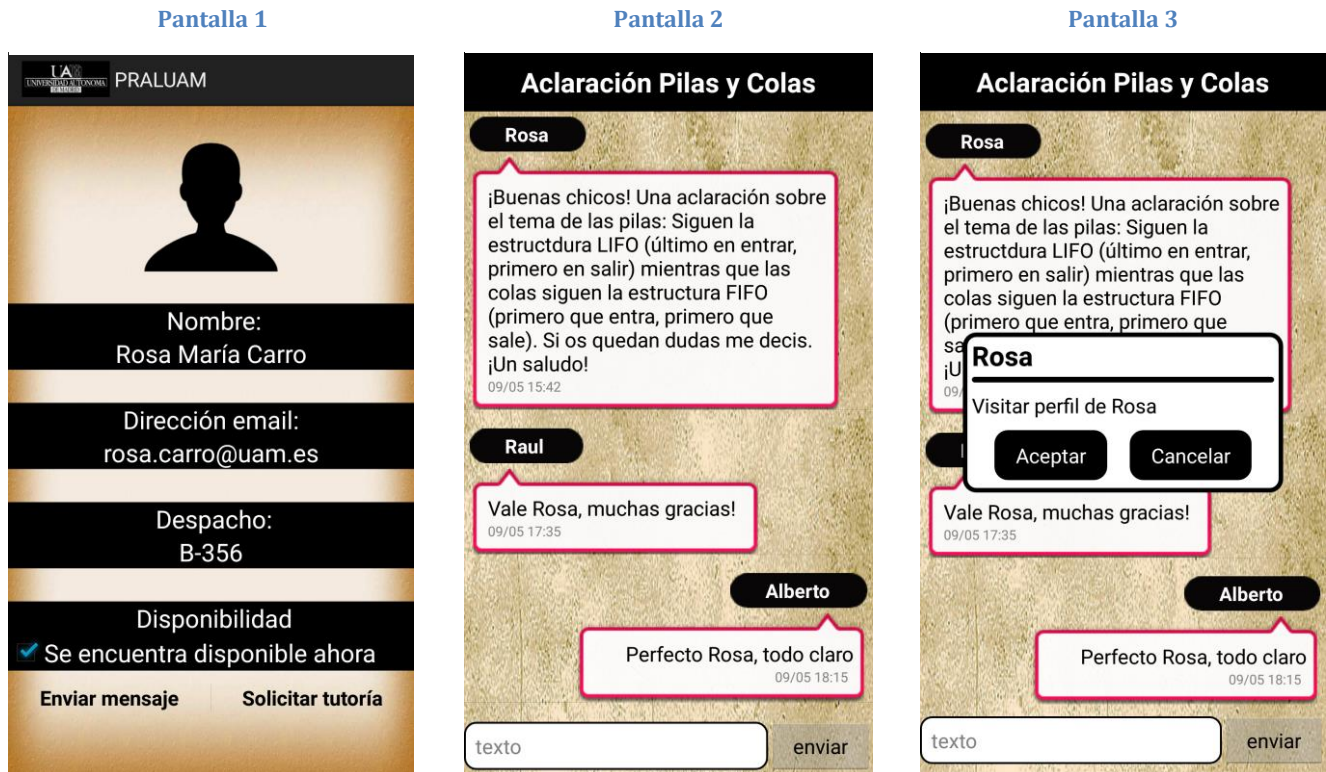 Pantalla 1
UA
UNIVERSIDAD AUTONOMA
DE MADRID
PRALUAM
Nombre:
Rosa María Carro
Dirección email:
rosa.carro@uam.es
Despacho:
B-356
Disponibilidad
Se encuentra disponible ahora
Enviar mensaje
Solicitar tutoría
Pantalla 2
Aclaración Pilas y Colas
Rosa
¡Buenas chicos! Una aclaración sobre
el tema de las pilas: Siguen la
estructdura LIFO (último en entrar,
primero en salir) mientras que las
colas siguen la estructura FIFO
(primero que entra, primero que
sale). Si os quedan dudas me decis.
¡Un saludo!
09/05 15:42
Raul
Vale Rosa, muchas gracias!
09/05 17:35
Alberto
Perfecto Rosa, todo claro
09/05 18:15
texto
enviar
Pantalla 3
Aclaración Pilas y Colas
Rosa
¡Buenas chicos! Una aclaración sobre
el tema de las pilas: Siguen la
estructdura LIFO (último en entrar,
primero en salir) mientras que las
colas siguen la estructura FIFO
(primero que entra, primero que
sa
¡U
09/
Rosa
Visitar perfil de Rosa
Aceptar
Cancelar
Vale Rosa, muchas gracias!
09/05 17:35
Alberto
Perfecto Rosa, todo claro
09/05 18:15
texto
enviar